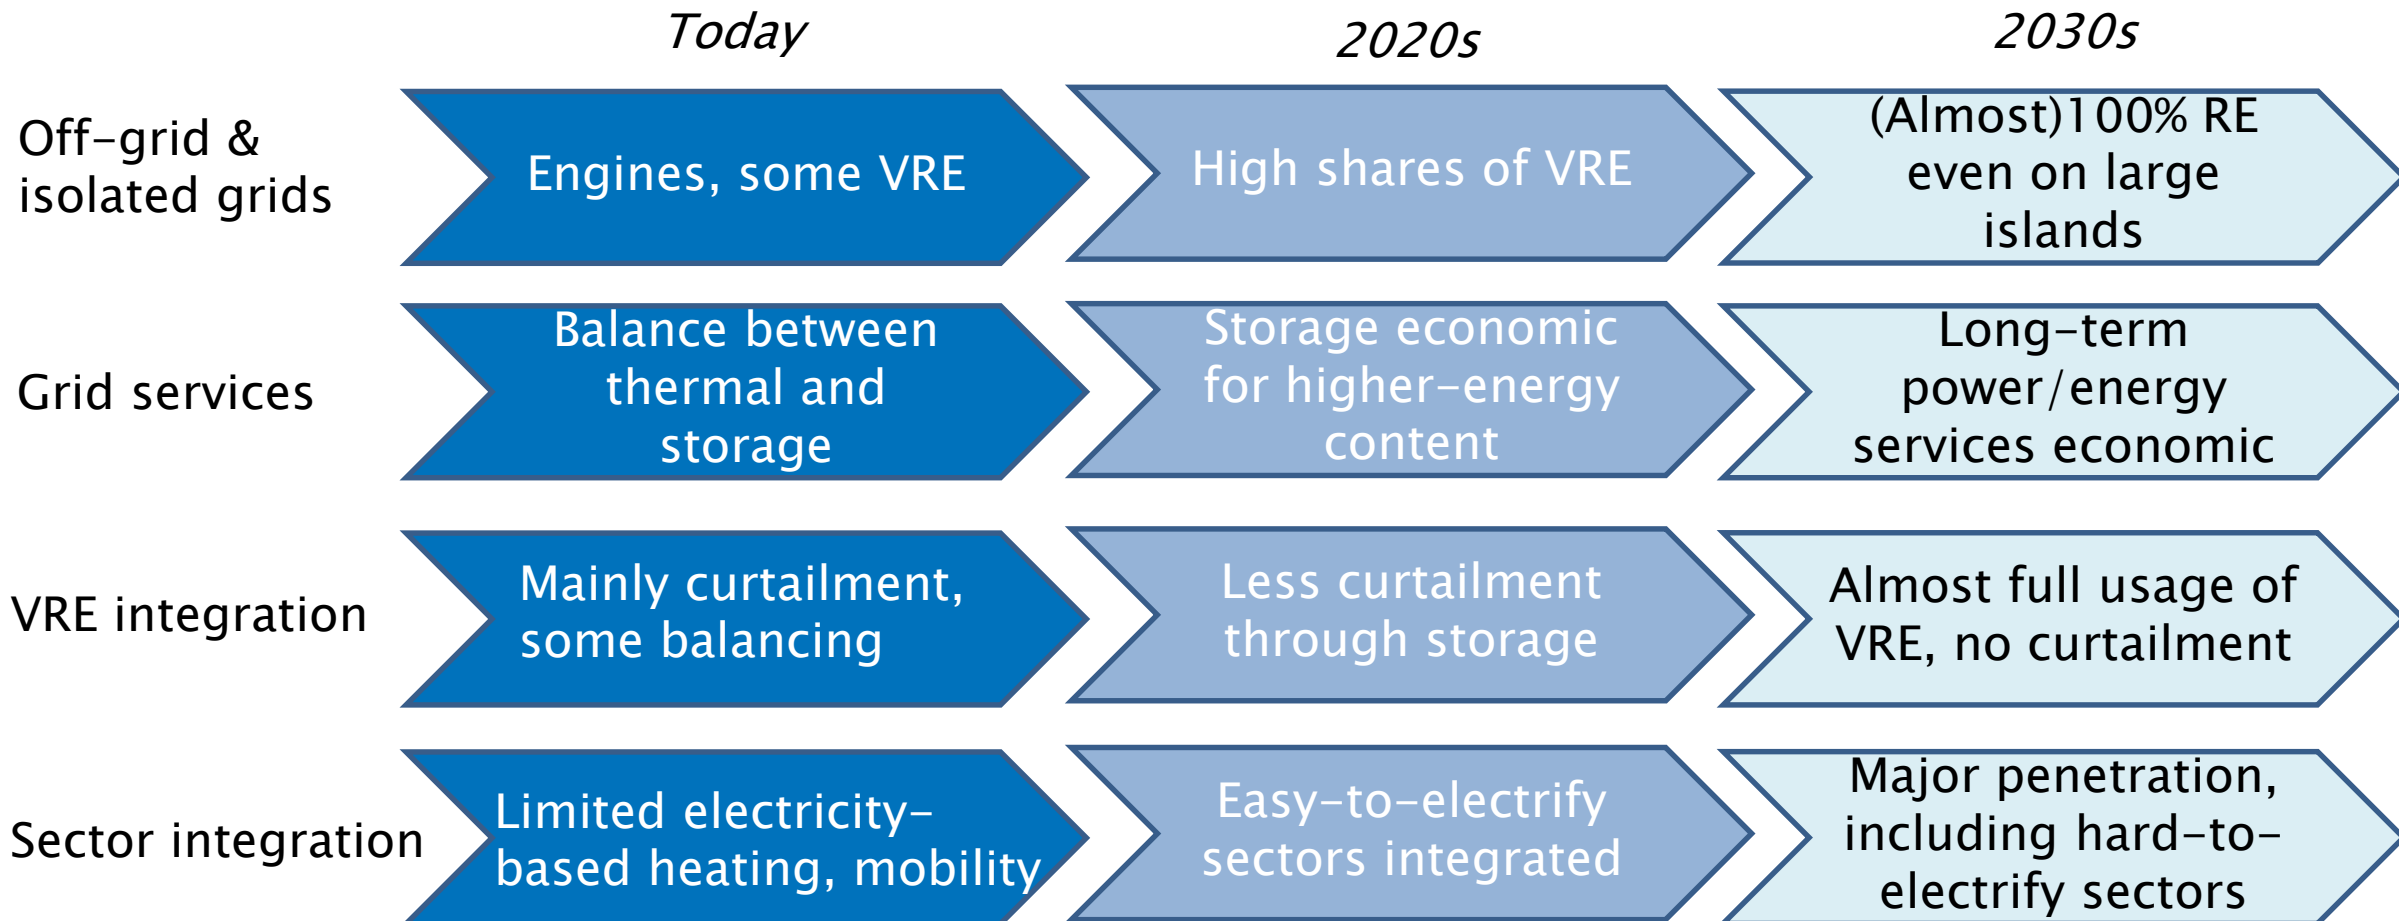 Today
2020s
2030s
Off-grid &
isolated grids
Engines, some VRE
High shares of VRE
(Almost)100% RE
even on large
islands
Grid services
Balance between
thermal and
storage
Storage economic
for higher-energy
content
Long-term
power/energy
services economic
VRE integration
Mainly curtailment,
some balancing
Less curtailment
through storage
Almost full usage of
VRE, no curtailment
Sector integration
Limited electricity-
based heating, mobility
Easy-to-electrify
sectors integrated
Major penetration,
including hard-to-
electrify sectors